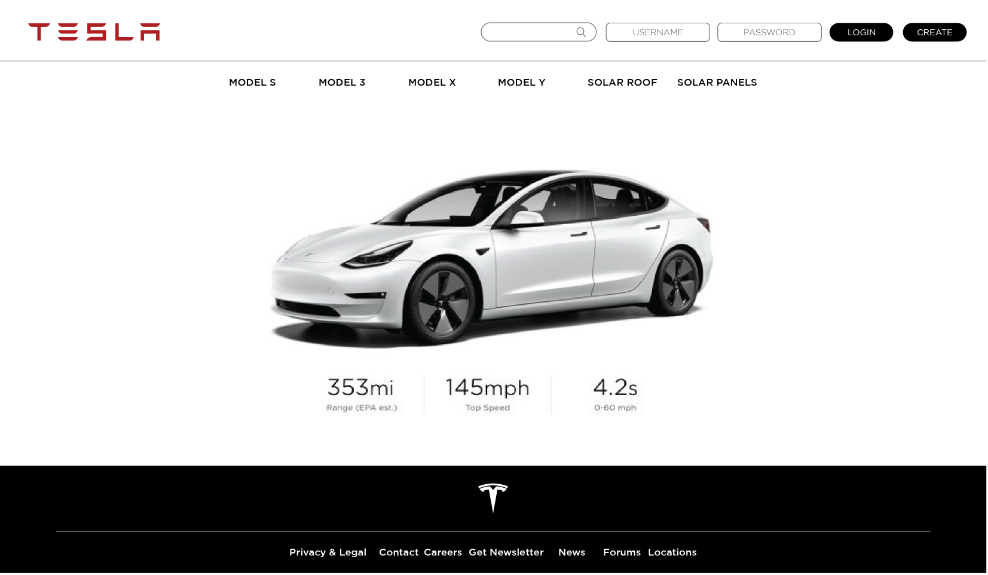 TESLA
USERNAME PASSWORD LOGIN CREATE
MODEL S MODEL 3 MODEL X MODEL Y SOLAR ROOF SOLAR PANELS
353mi 145mph 4.2s
Range (EPA est.) Top Speed 0-60 mph
Privacy & Legal Contact Careers Get Newsletter News Forums Locations